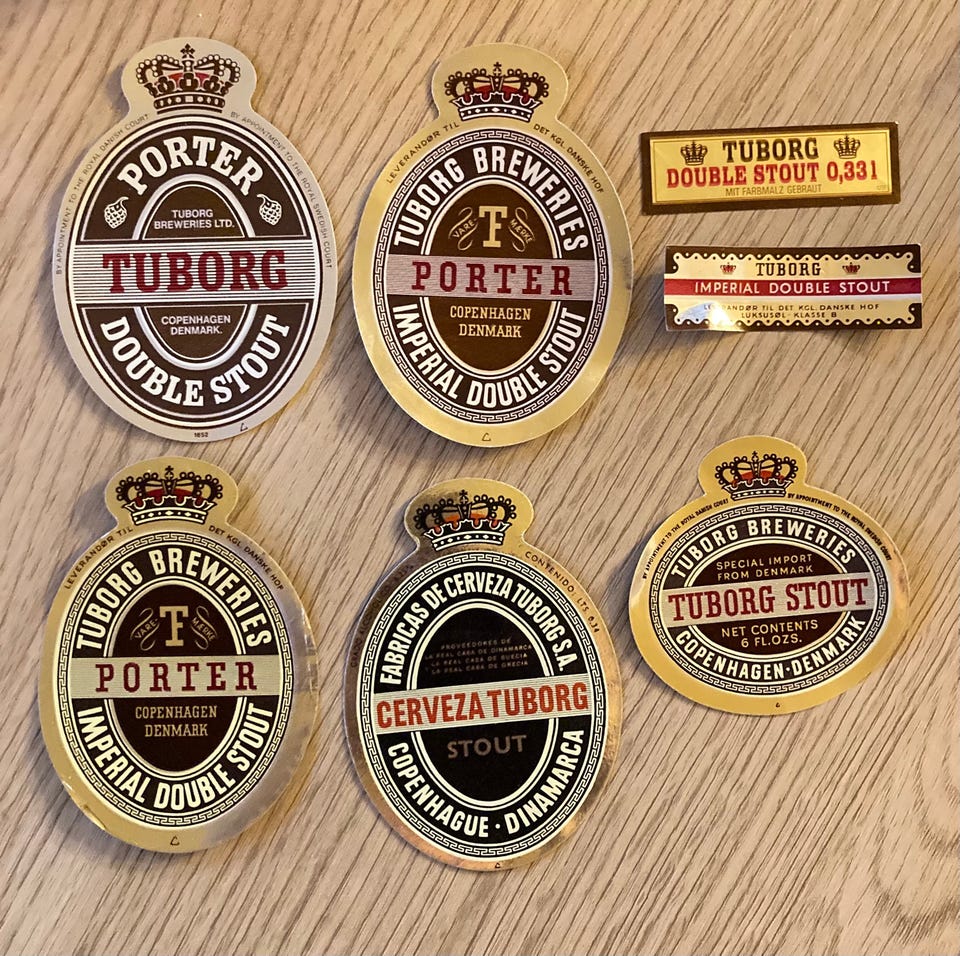 BY APPOINTMENT TO THE ROYAL DANISH COURT
BY APPOINTMENT TO THE ROYAL SWEDISH COURT
PORTER
TUBORG
BREWERIES LTD.
TUBORG
COPENHAGEN
DENMARK.
DOUBLE STOUT
1852
LEVERANDØR TIL
DET KGL. DANSKE HOF
TUBORG BREWERIES
T F
VARE MÆRKE
PORTER
COPENHAGEN
DENMARK
IMPERIAL DOUBLE STOUT
TUBORG
DOUBLE STOUT 0,33 l
MIT FARBMALZ GEBRAUT
TUBORG
IMPERIAL DOUBLE STOUT
LEVERANDØR TIL DET KGL. DANSKE HOF
LUKSUSØL - KLASSE B
LEVERANDØR TIL
DET KGL. DANSKE HOF
TUBORG BREWERIES
T F
VARE MÆRKE
PORTER
COPENHAGEN
DENMARK
IMPERIAL DOUBLE STOUT
CONTENIDO: LTS. 0,34
FABRICAS DE CERVEZA TUBORG S.A.
PROVEEDORES DE
LA REAL CASA DE DINAMARCA
LA REAL CASA DE SUECIA
LA REAL CASA DE GRECIA
CERVEZA TUBORG
STOUT
COPENHAGUE · DINAMARCA
BY APPOINTMENT TO THE ROYAL DANISH COURT
BY APPOINTMENT TO THE ROYAL SWEDISH COURT
TUBORG BREWERIES
SPECIAL IMPORT
FROM DENMARK
TUBORG STOUT
NET CONTENTS
6 FL.OZS.
COPENHAGEN · DENMARK